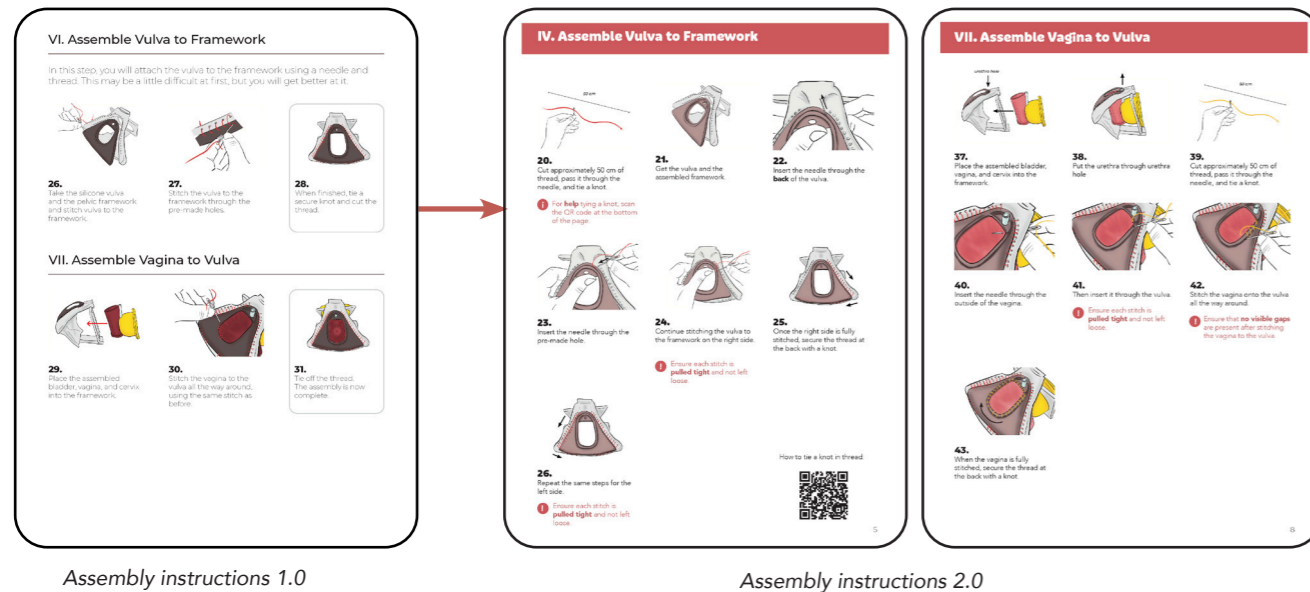 VI. Assemble Vulva to Framework
In this step, you will attach the vulva to the framework using a needle and
thread. This may be a little difficult at first, but you will get better at it.
26.
Take the silicone vulva
and the pelvic framework
and stitch vulva to the
framework.
27.
Stitch the vulva to the
framework through the
pre-made holes.
28.
When finished, tie a
secure knot and cut the
thread.
VII. Assemble Vagina to Vulva
29.
Place the assembled
bladder, vagina, and cervix
into the framework.
30.
Stitch the vagina to the
vulva all the way around,
using the same stitch as
before.
31.
Tie off the thread.
The assembly is now
complete.
Assembly instructions 1.0
IV. Assemble Vulva to Framework
50 cm
20.
Cut approximately 50 cm of
thread, pass it through the
needle, and tie a knot.
i
For help tying a knot, scan
the QR code at the bottom
of the page.
21.
Get the vulva and the
assembled framework.
22.
Insert the needle through the
back of the vulva.
23.
Insert the needle through the
pre-made hole.
24.
Continue stitching the vulva to
the framework on the right side.
!
Ensure each stitch is
pulled tight and not left
loose.
25.
Once the right side is fully
stitched, secure the thread at
the back with a knot.
26.
Repeat the same steps for the
left side.
!
Ensure each stitch is
pulled tight and not left
loose.
How to tie a knot in thread:
5
VII. Assemble Vagina to Vulva
urethra hole
37.
Place the assembled bladder,
vagina, and cervix into the
framework.
38.
Put the urethra through urethra
hole
50 cm
39.
Cut approximately 50 cm of
thread, pass it through the
needle, and tie a knot.
40.
Insert the needle through the
outside of the vagina.
41.
Then insert it through the vulva.
!
Ensure each stitch is
pulled tight and not left
loose.
42.
Stitch the vagina onto the vulva
all the way around.
!
Ensure that no visible gaps
are present after stitching
the vagina to the vulva.
43.
When the vagina is fully
stitched, secure the thread at
the back with a knot.
8
Assembly instructions 2.0